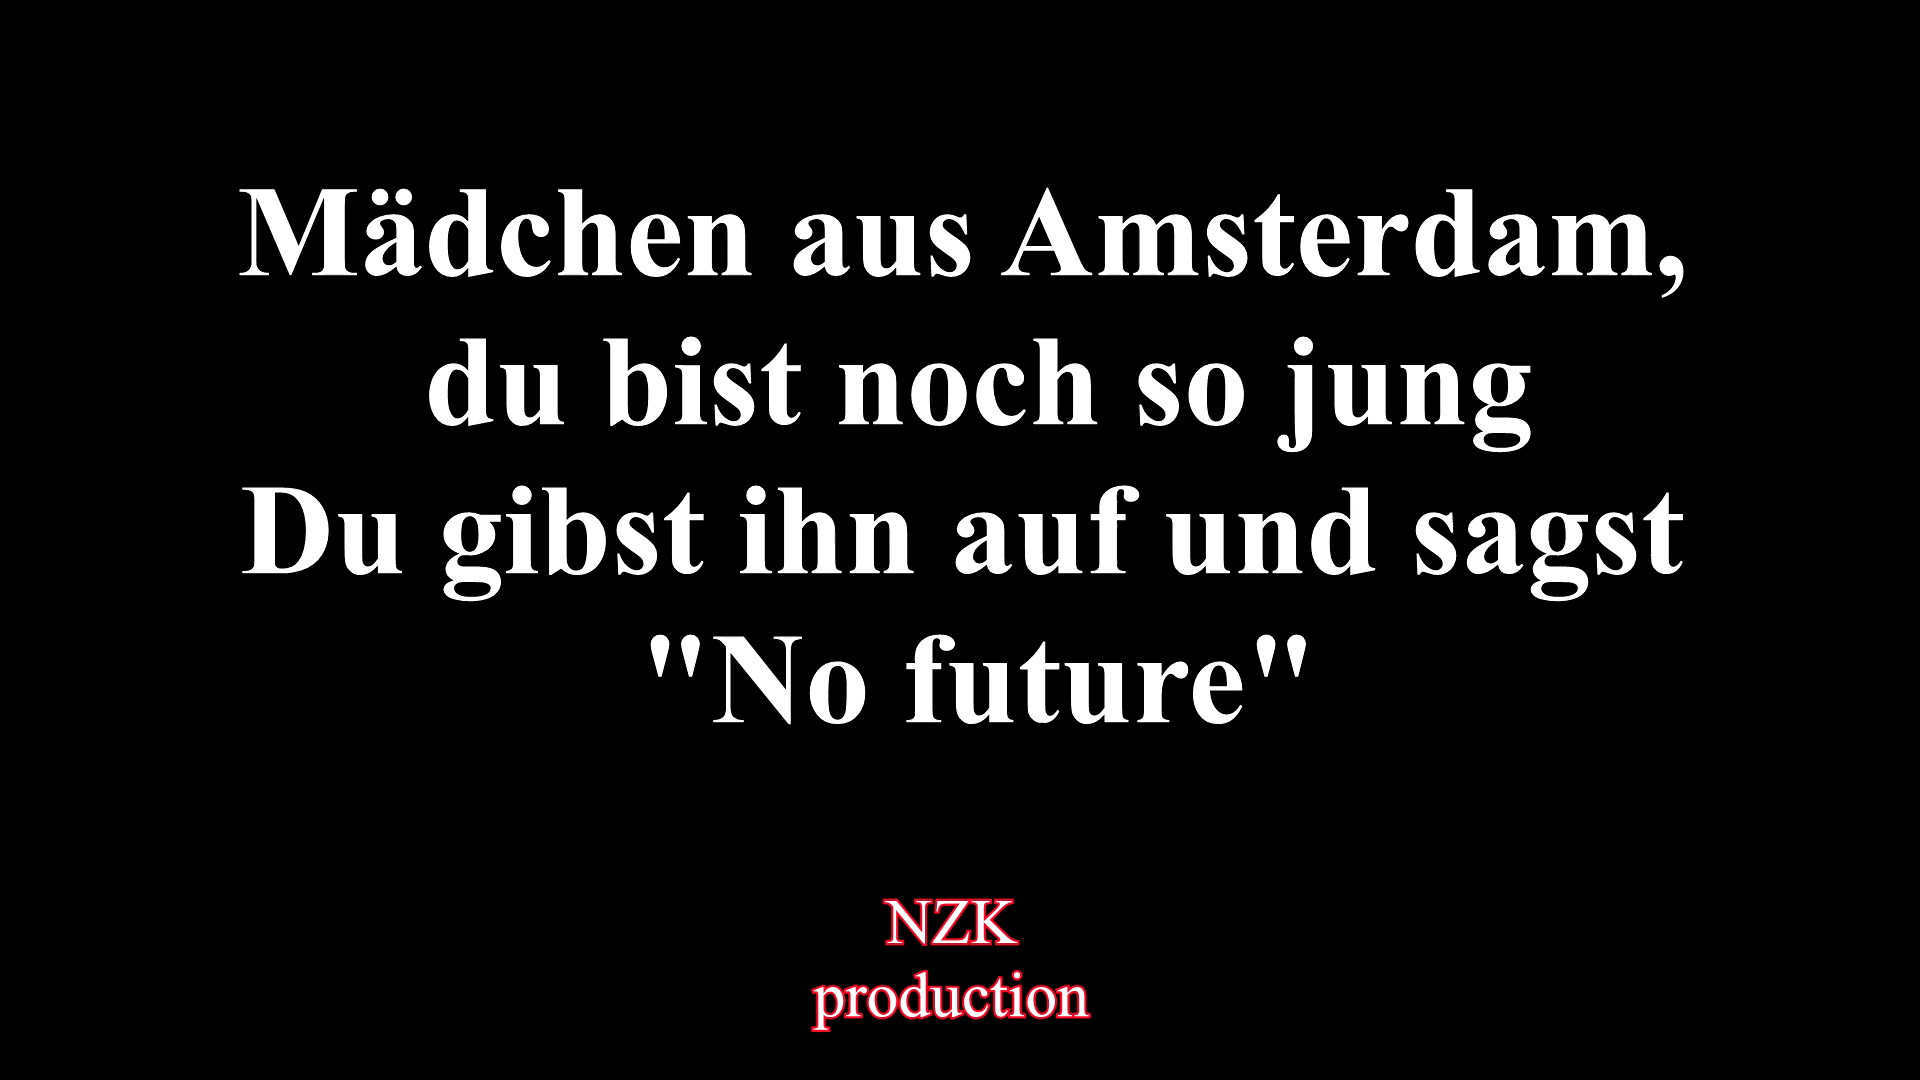 Mädchen aus Amsterdam,
du bist noch so jung
Du gibst ihn auf und sagst
"No future"
NZK
production